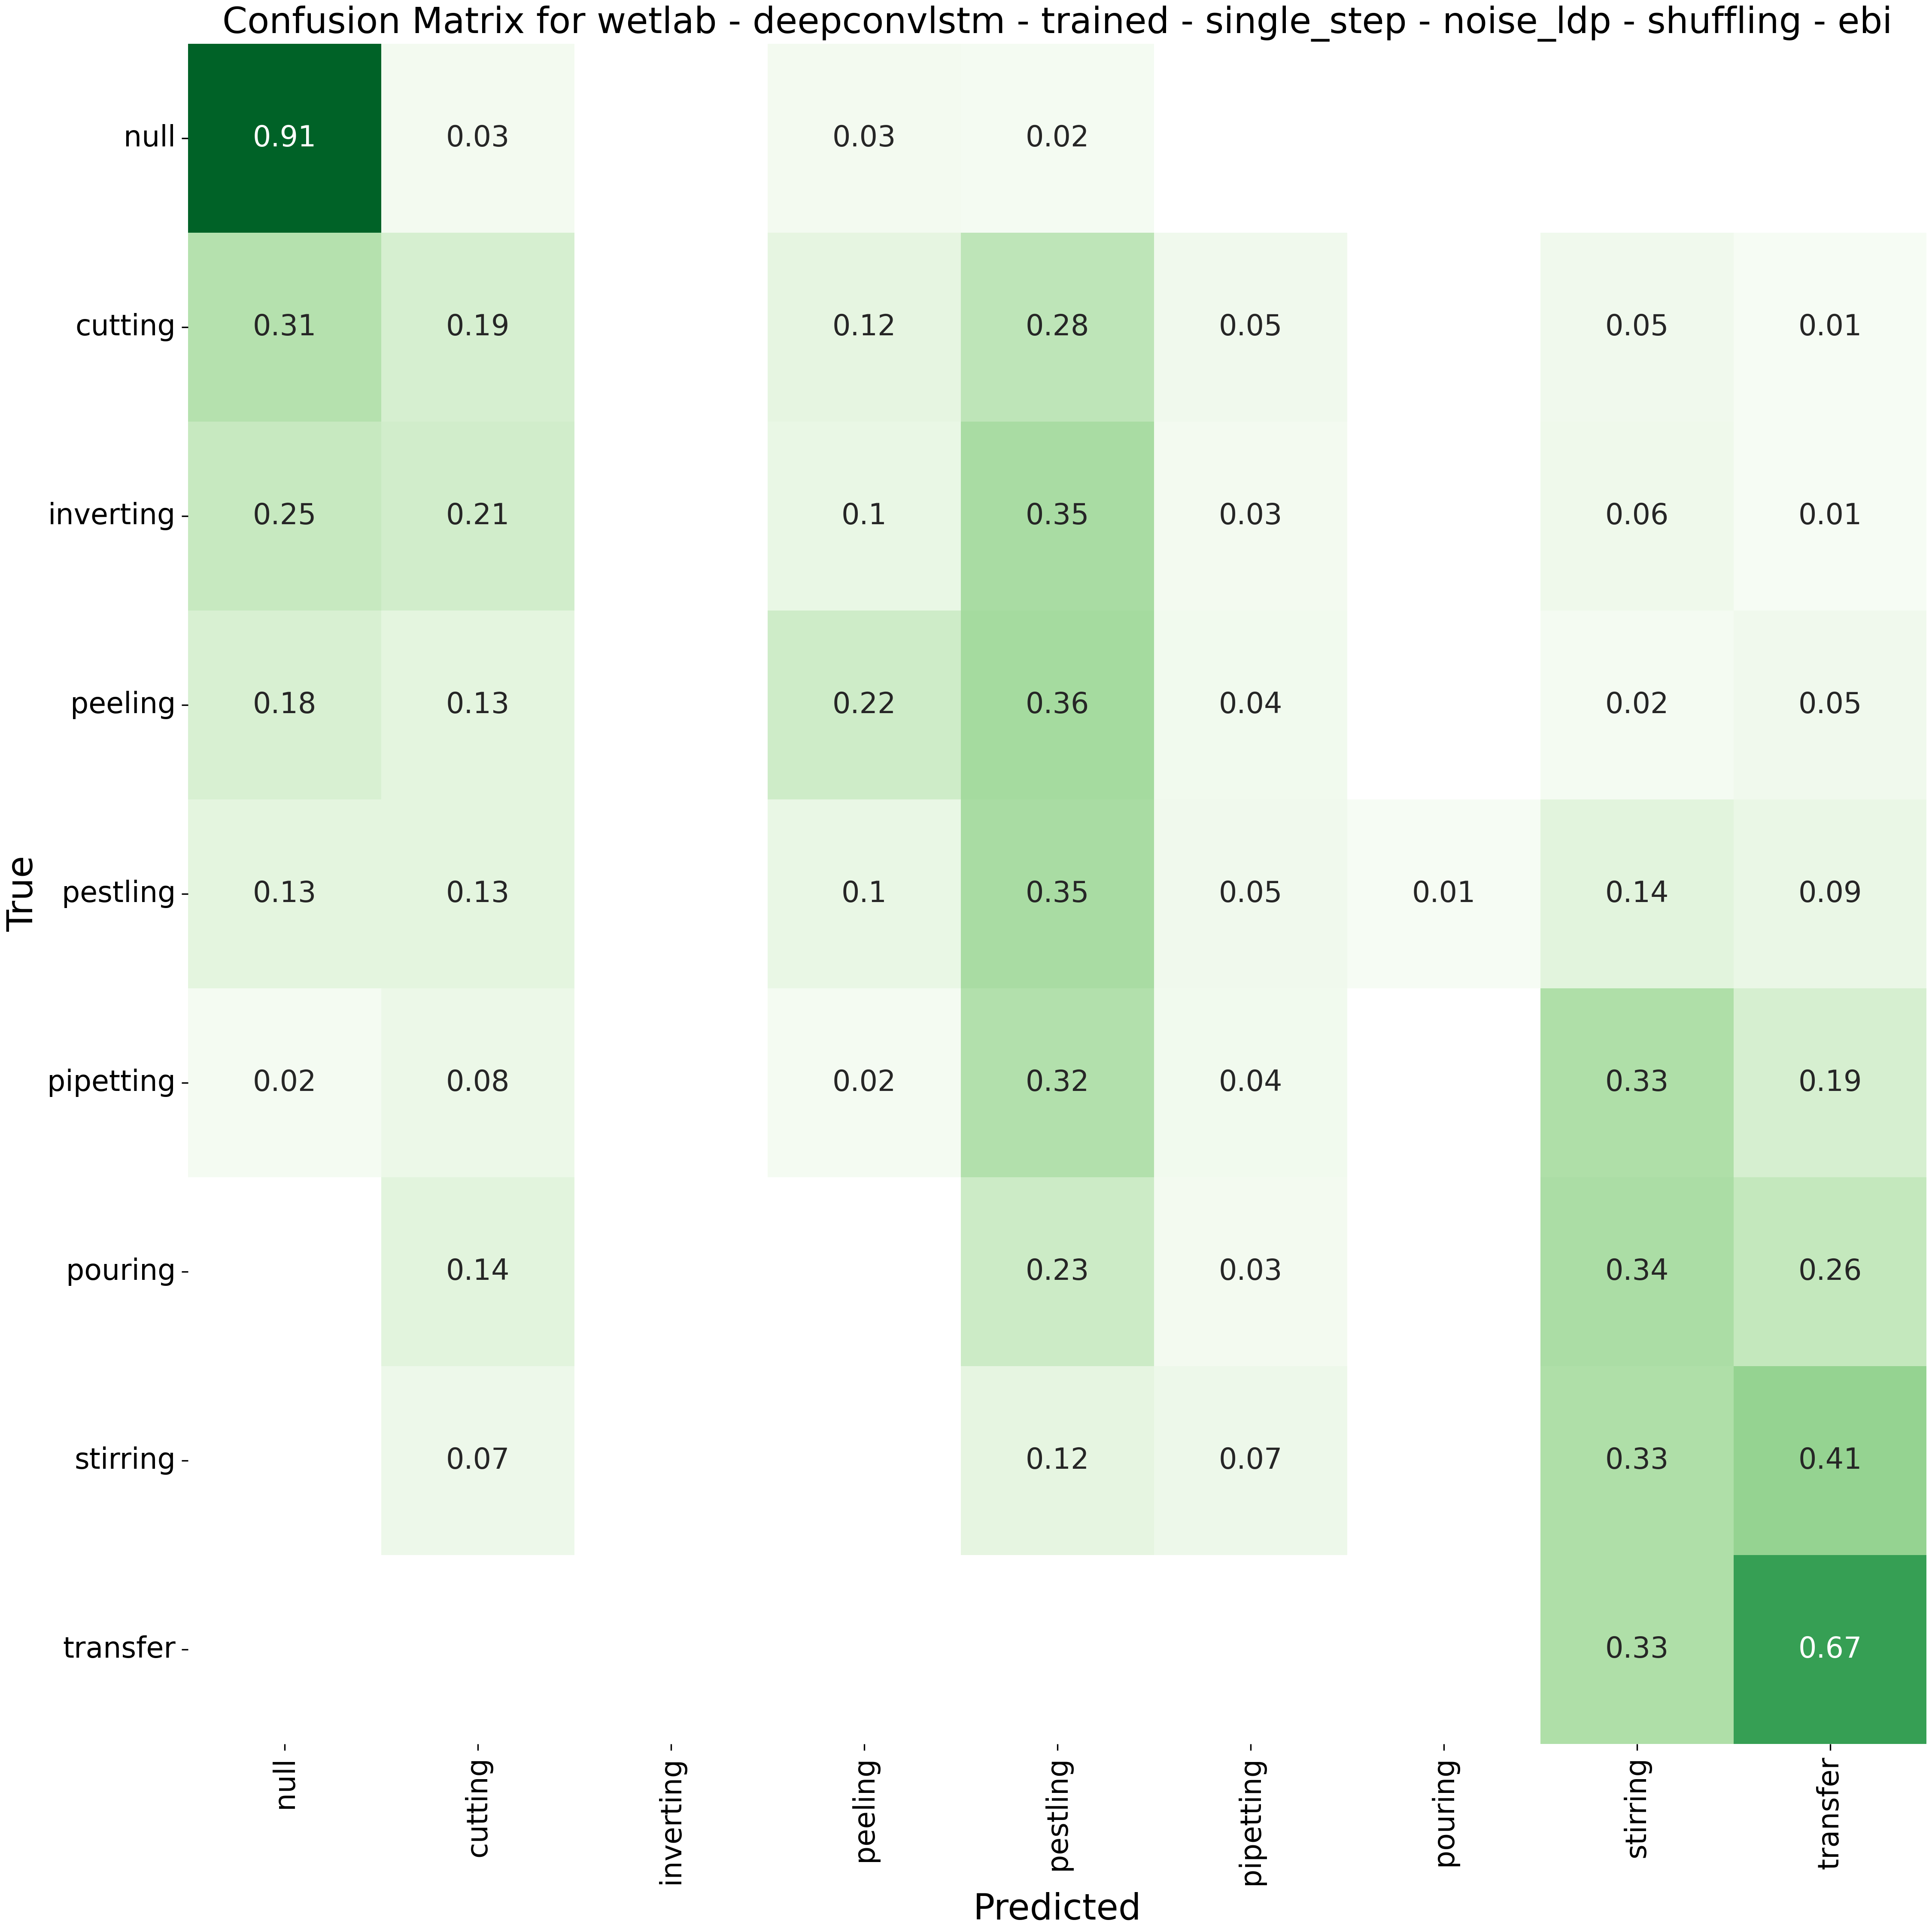 Confusion Matrix for wetlab - deepconvlstm - trained - single_step - noise_ldp - shuffling - ebi
True
null 0.91 0.03 0.03 0.02
cutting 0.31 0.19 0.12 0.28 0.05 0.05 0.01
inverting 0.25 0.21 0.1 0.35 0.03 0.06 0.01
peeling 0.18 0.13 0.22 0.36 0.04 0.02 0.05
pestling 0.13 0.13 0.1 0.35 0.05 0.01 0.14 0.09
pipetting 0.02 0.08 0.02 0.32 0.04 0.33 0.19
pouring 0.14 0.23 0.03 0.34 0.26
stirring 0.07 0.12 0.07 0.33 0.41
transfer 0.33 0.67
null cutting inverting peeling pestling pipetting pouring stirring transfer
Predicted